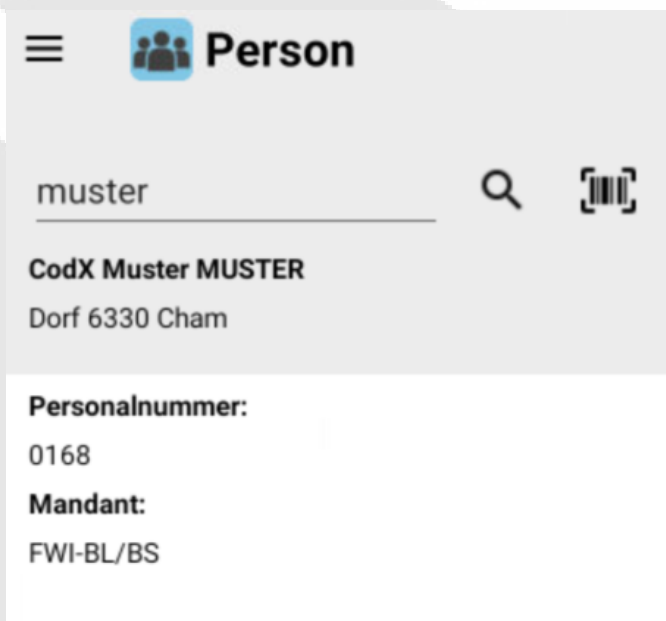 Person
muster
CodX Muster MUSTER
Dorf 6330 Cham
Personalnummer:
0168
Mandant:
FWI-BL/BS